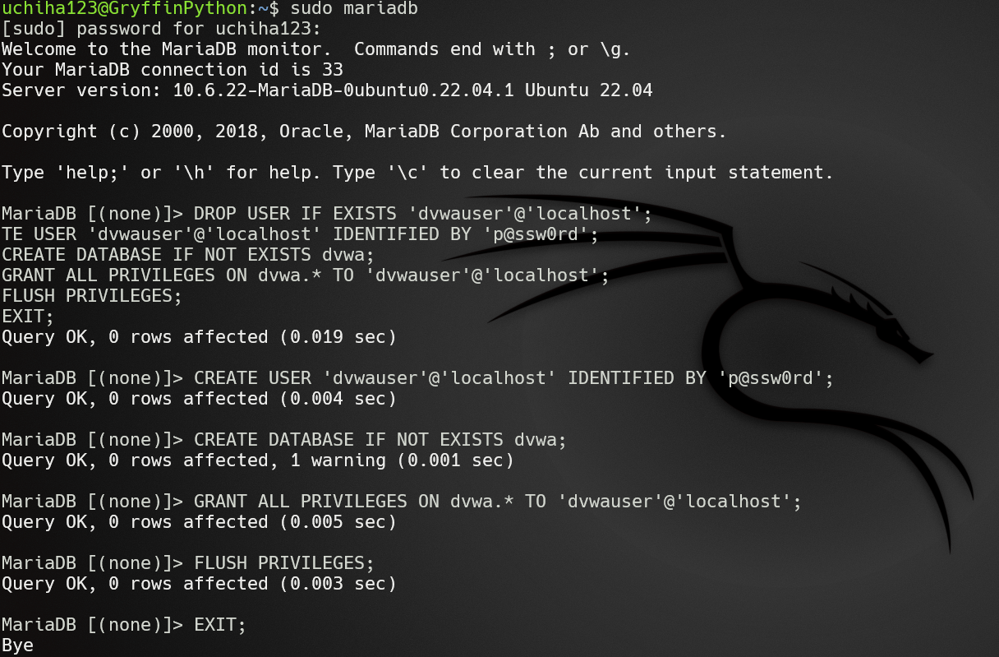 uchiha123@GryffinPython:~$ sudo mariadb
[sudo] password for uchiha123:
Welcome to the MariaDB monitor.  Commands end with ; or \g.
Your MariaDB connection id is 33
Server version: 10.6.22-MariaDB-0ubuntu0.22.04.1 Ubuntu 22.04

Copyright (c) 2000, 2018, Oracle, MariaDB Corporation Ab and others.

Type 'help;' or '\h' for help. Type '\c' to clear the current input statement.

MariaDB [(none)]> DROP USER IF EXISTS 'dvwauser'@'localhost';
TE USER 'dvwauser'@'localhost' IDENTIFIED BY 'p@ssw0rd';
CREATE DATABASE IF NOT EXISTS dvwa;
GRANT ALL PRIVILEGES ON dvwa.* TO 'dvwauser'@'localhost';
FLUSH PRIVILEGES;
EXIT;
Query OK, 0 rows affected (0.019 sec)

MariaDB [(none)]> CREATE USER 'dvwauser'@'localhost' IDENTIFIED BY 'p@ssw0rd';
Query OK, 0 rows affected (0.004 sec)

MariaDB [(none)]> CREATE DATABASE IF NOT EXISTS dvwa;
Query OK, 0 rows affected, 1 warning (0.001 sec)

MariaDB [(none)]> GRANT ALL PRIVILEGES ON dvwa.* TO 'dvwauser'@'localhost';
Query OK, 0 rows affected (0.005 sec)

MariaDB [(none)]> FLUSH PRIVILEGES;
Query OK, 0 rows affected (0.003 sec)

MariaDB [(none)]> EXIT;
Bye